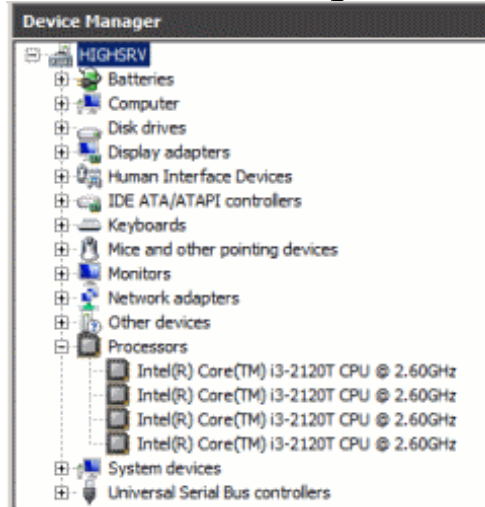 Device Manager
HIGHSRV
Batteries
Computer
Disk drives
Display adapters
Human Interface Devices
IDE ATA/ATAPI controllers
Keyboards
Mice and other pointing devices
Monitors
Network adapters
Other devices
Processors
Intel(R) Core(TM) i3-2120T CPU @ 2.60GHz
Intel(R) Core(TM) i3-2120T CPU @ 2.60GHz
Intel(R) Core(TM) i3-2120T CPU @ 2.60GHz
Intel(R) Core(TM) i3-2120T CPU @ 2.60GHz
System devices
Universal Serial Bus controllers